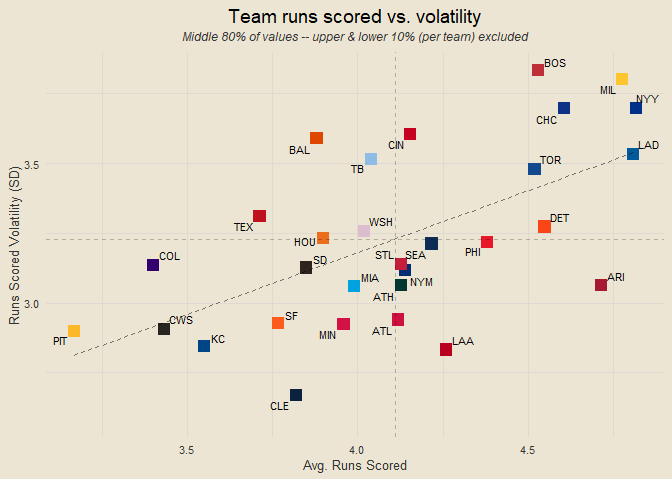 Team runs scored vs. volatility
Middle 80% of values -- upper & lower 10% (per team) excluded
BOS
MIL
NYY
CHC
BAL
CIN
LAD
TB
TOR
3.5
TEX
WSH
DET
HOU
PHI
COL
SD
STL
SEA
MIA
NYM
ARI
ATH
3.0
PIT
CWS
KC
SF
MIN
ATL
LAA
CLE
3.5
4.0
4.5
Avg. Runs Scored
Runs Scored Volatility (SD)